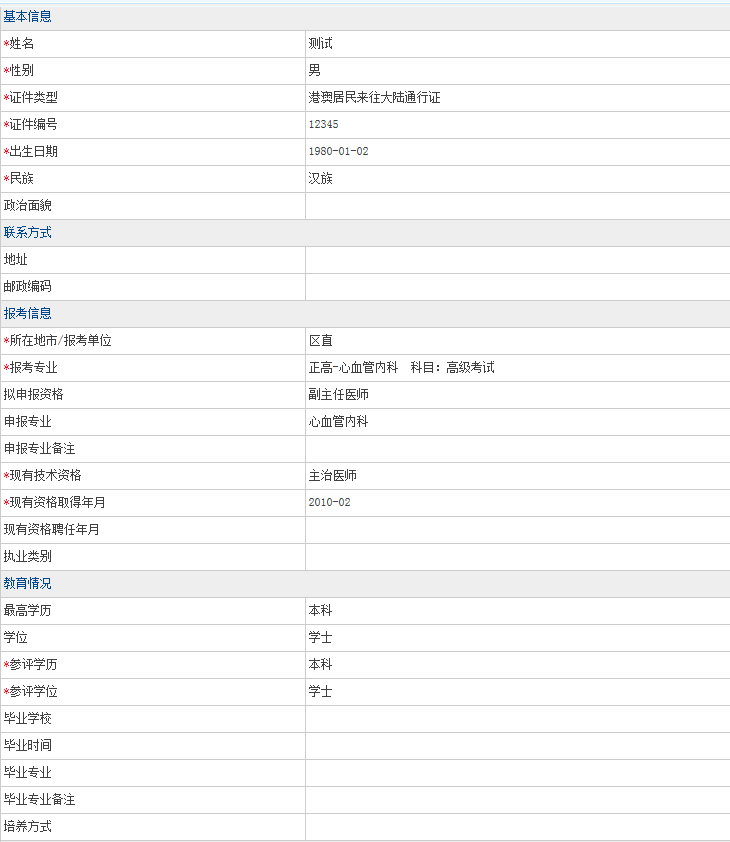 基本信息
*姓名 测试
*性别 男
*证件类型 港澳居民来往大陆通行证
*证件编号 12345
*出生日期 1980-01-02
*民族 汉族
政治面貌
联系方式
地址
邮政编码
报考信息
*所在地市/报考单位 区直
*报考专业 正高-心血管内科 科目: 高级考试
拟申报资格 副主任医师
申报专业 心血管内科
申报专业备注
*现有技术资格 主治医师
*现有资格取得年月 2010-02
现有资格聘任年月
执业类别
教育情况
最高学历 本科
学位 学士
*参评学历 本科
*参评学位 学士
毕业学校
毕业时间
毕业专业
毕业专业备注
培养方式